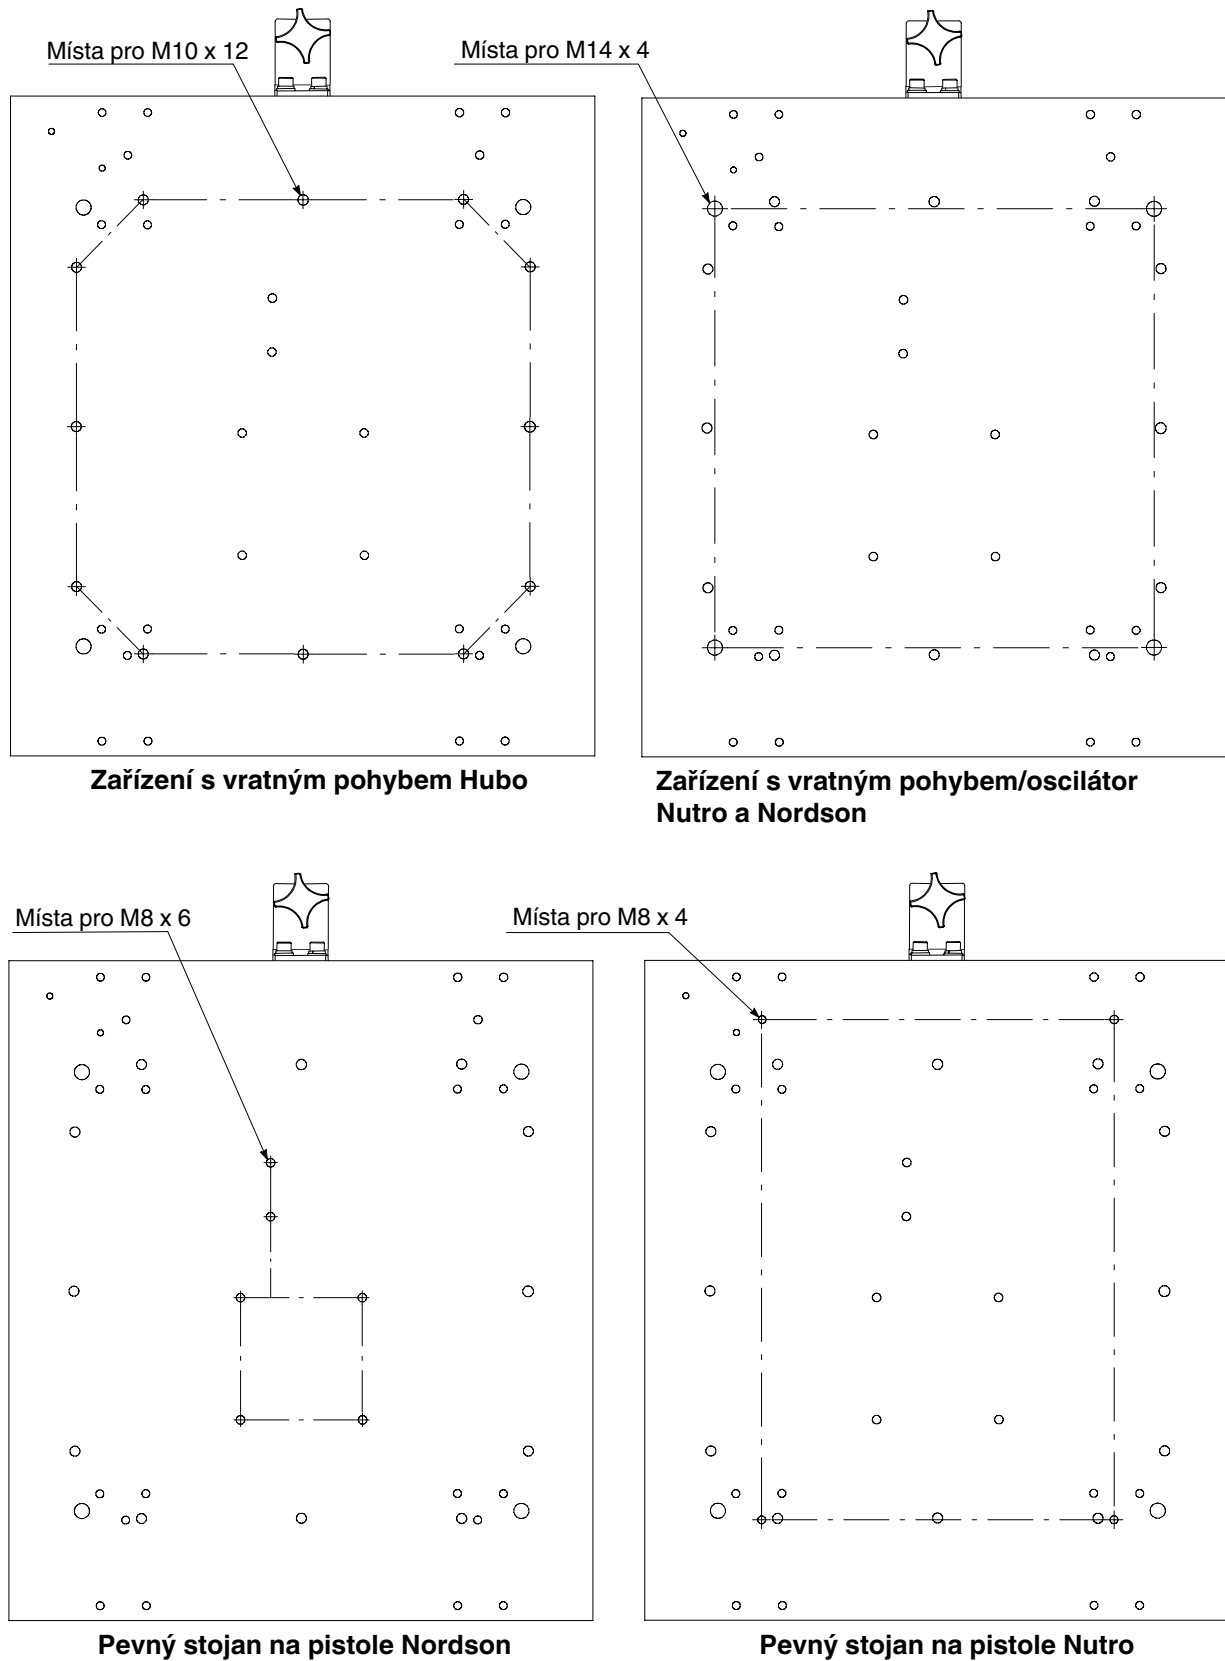 Místa pro M10 x 12
Místa pro M14 x 4
Zařízení s vratným pohybem Hubo
Zařízení s vratným pohybem/oscilátor
Nutro a Nordson
Místa pro M8 x 6
Místa pro M8 x 4
Pevný stojan na pistole Nordson
Pevný stojan na pistole Nutro